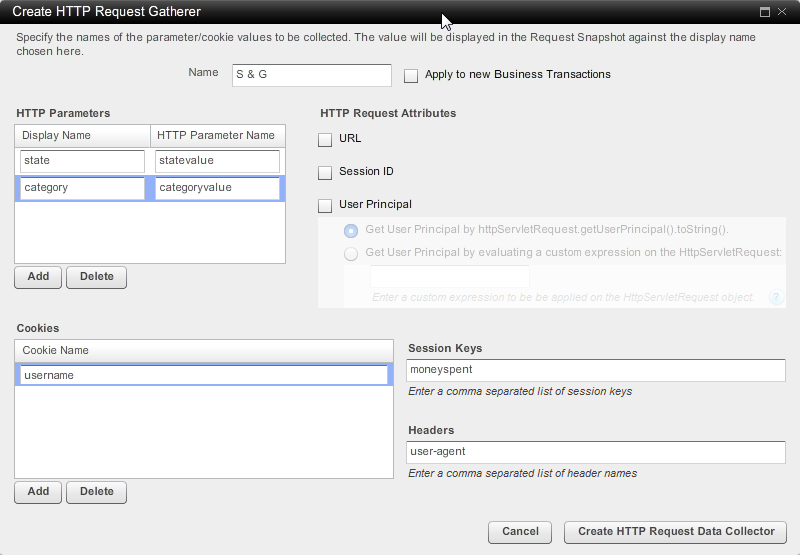 Create HTTP Request Gatherer
Specify the names of the parameter/cookie values to be collected. The value will be displayed in the Request Snapshot against the display name
chosen here.
Name S & G Apply to new Business Transactions
HTTP Parameters
Display Name HTTP Parameter Name
state statevalue
category categoryvalue
Add Delete
HTTP Request Attributes
URL
Session ID
User Principal
Get User Principal by httpServletRequest.getUserPrincipal().toString().
Get User Principal by evaluating a custom expression on the HttpServletRequest:
Enter a custom expression to be be applied on the HttpServletRequest object. ?
Cookies
Cookie Name
username
Add Delete
Session Keys
moneyspent
Enter a comma separated list of session keys
Headers
user-agent
Enter a comma separated list of header names
Cancel Create HTTP Request Data Collector